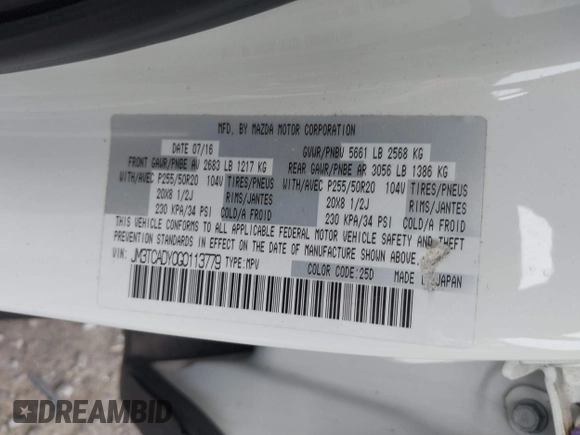 MFD. BY MAZDA MOTOR CORPORATION
DATE 07/16 GVWR/PNBV 5661 LB 2568 KG
FRONT GAWR/PNBE AV 2683 LB 1217 KG REAR GAWR/PNBE AR 3056 LB 1386 KG
WITH/AVEC P255/50R20 104V TIRES/PNEUS WITH/AVEC P255/50R20 104V TIRES/PNEUS
20X8 1/2J RIMS/JANTES 20X8 1/2J RIMS/JANTES
230 KPA/34 PSI COLD/A FROID 230 KPA/34 PSI COLD/A FROID
THIS VEHICLE CONFORMS TO ALL APPLICABLE FEDERAL MOTOR VEHICLE SAFETY AND THEFT
PREVENTION STANDARDS IN EFFECT ON THE DATE OF MANUFACTURE SHOWN ABOVE.
JM3TCADY0G0113779 TYPE:MPV
COLOR CODE:25D MADE JAPAN
DREAMBID